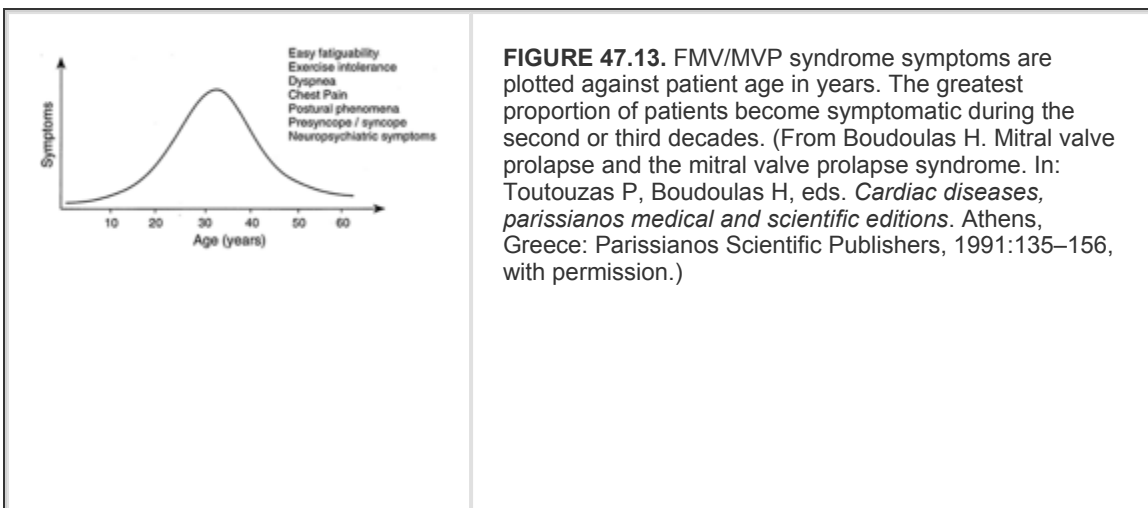 Easy fatiguability
Exercise intolerance
Dyspnea
Chest Pain
Postural phenomena
Presyncope / syncope
Neuropsychiatric symptoms
Symptoms
10 20 30 40 50 60
Age (years)
FIGURE 47.13. FMV/MVP syndrome symptoms are
plotted against patient age in years. The greatest
proportion of patients become symptomatic during the
second or third decades. (From Boudoulas H. Mitral valve
prolapse and the mitral valve prolapse syndrome. In:
Toutouzas P, Boudoulas H, eds. Cardiac diseases,
parissianos medical and scientific editions. Athens,
Greece: Parissianos Scientific Publishers, 1991:135–156,
with permission.)